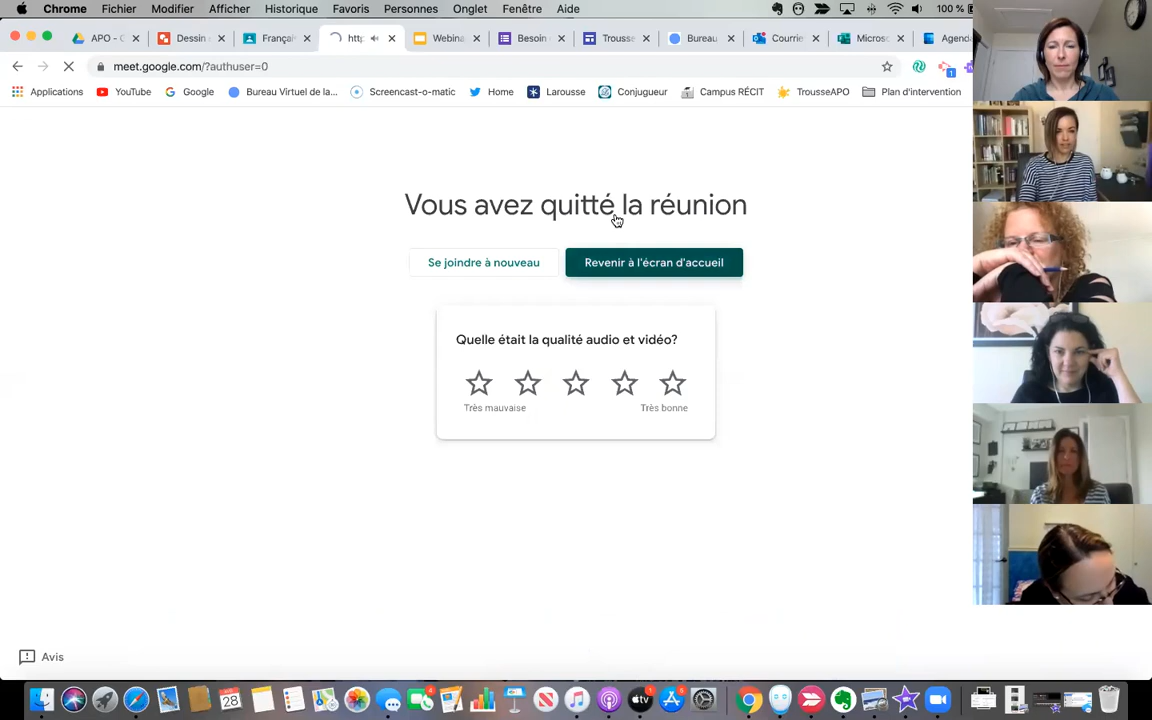 Chrome Fichier Modifier Afficher Historique Favoris Personnes Onglet Fenêtre Aide 100 %
APO - Dessin Françai http Webina Besoin Trousse Bureau Courrie Micros Agenda
meet.google.com/?authuser=0
Applications YouTube Google Bureau Virtuel de la... Screencast-o-matic Home Larousse Conjugueur Campus RÉCIT TrousseAPO Plan d'intervention
Vous avez quitté la réunion
Se joindre à nouveau Revenir à l'écran d'accueil
Quelle était la qualité audio et vidéo?
Très mauvaise Très bonne
Avis
28
tv